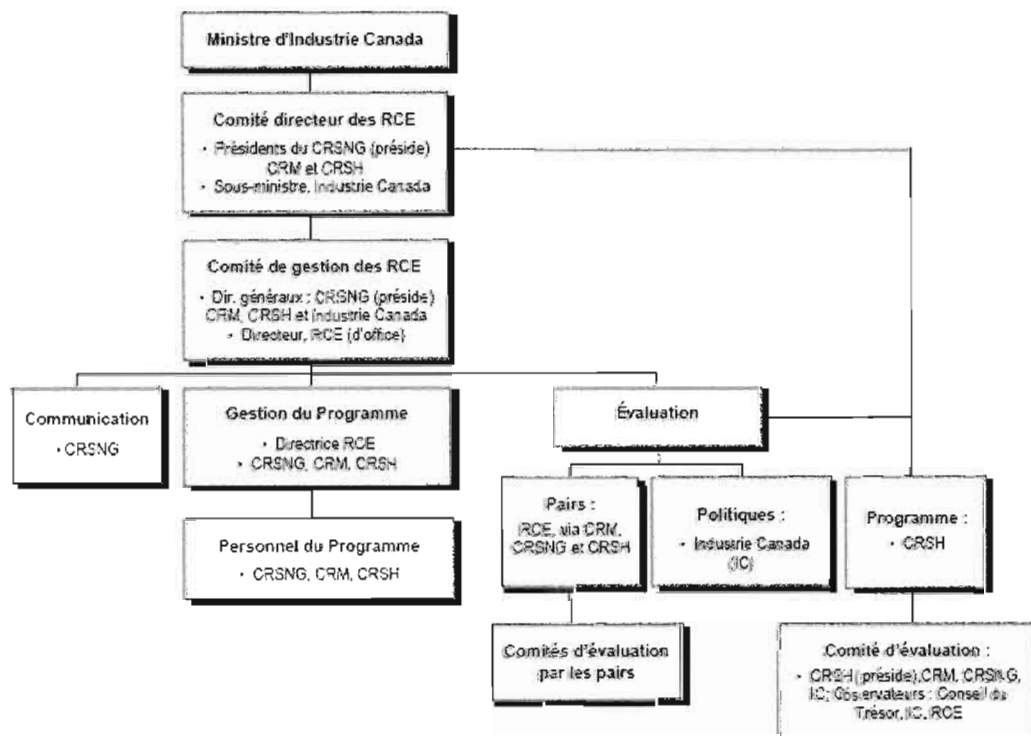 Ministre d'Industrie Canada
Comité directeur des RCE
• Présidents du CRSNG (préside)
CRM et CRSH
• Sous-ministre, Industrie Canada
Comité de gestion des RCE
• Dir. généraux : CRSNG (préside)
CRM, CRSH et Industrie Canada
• Directeur, RCE (d'office)
Communication
• CRSNG
Gestion du Programme
• Directrice RCE
• CRSNG, CRM, CRSH
Évaluation
Personnel du Programme
• CRSNG, CRM, CRSH
Pairs :
RCE, via CRM,
CRSNG et CRSH
Politiques :
• Industrie Canada
(IC)
Programme :
• CRSH
Comités d'évaluation
par les pairs
Comité d'évaluation :
• CRSH (préside), CRM, CRSNG,
IC; Observateurs : Conseil du
Trésor, IC, RCE